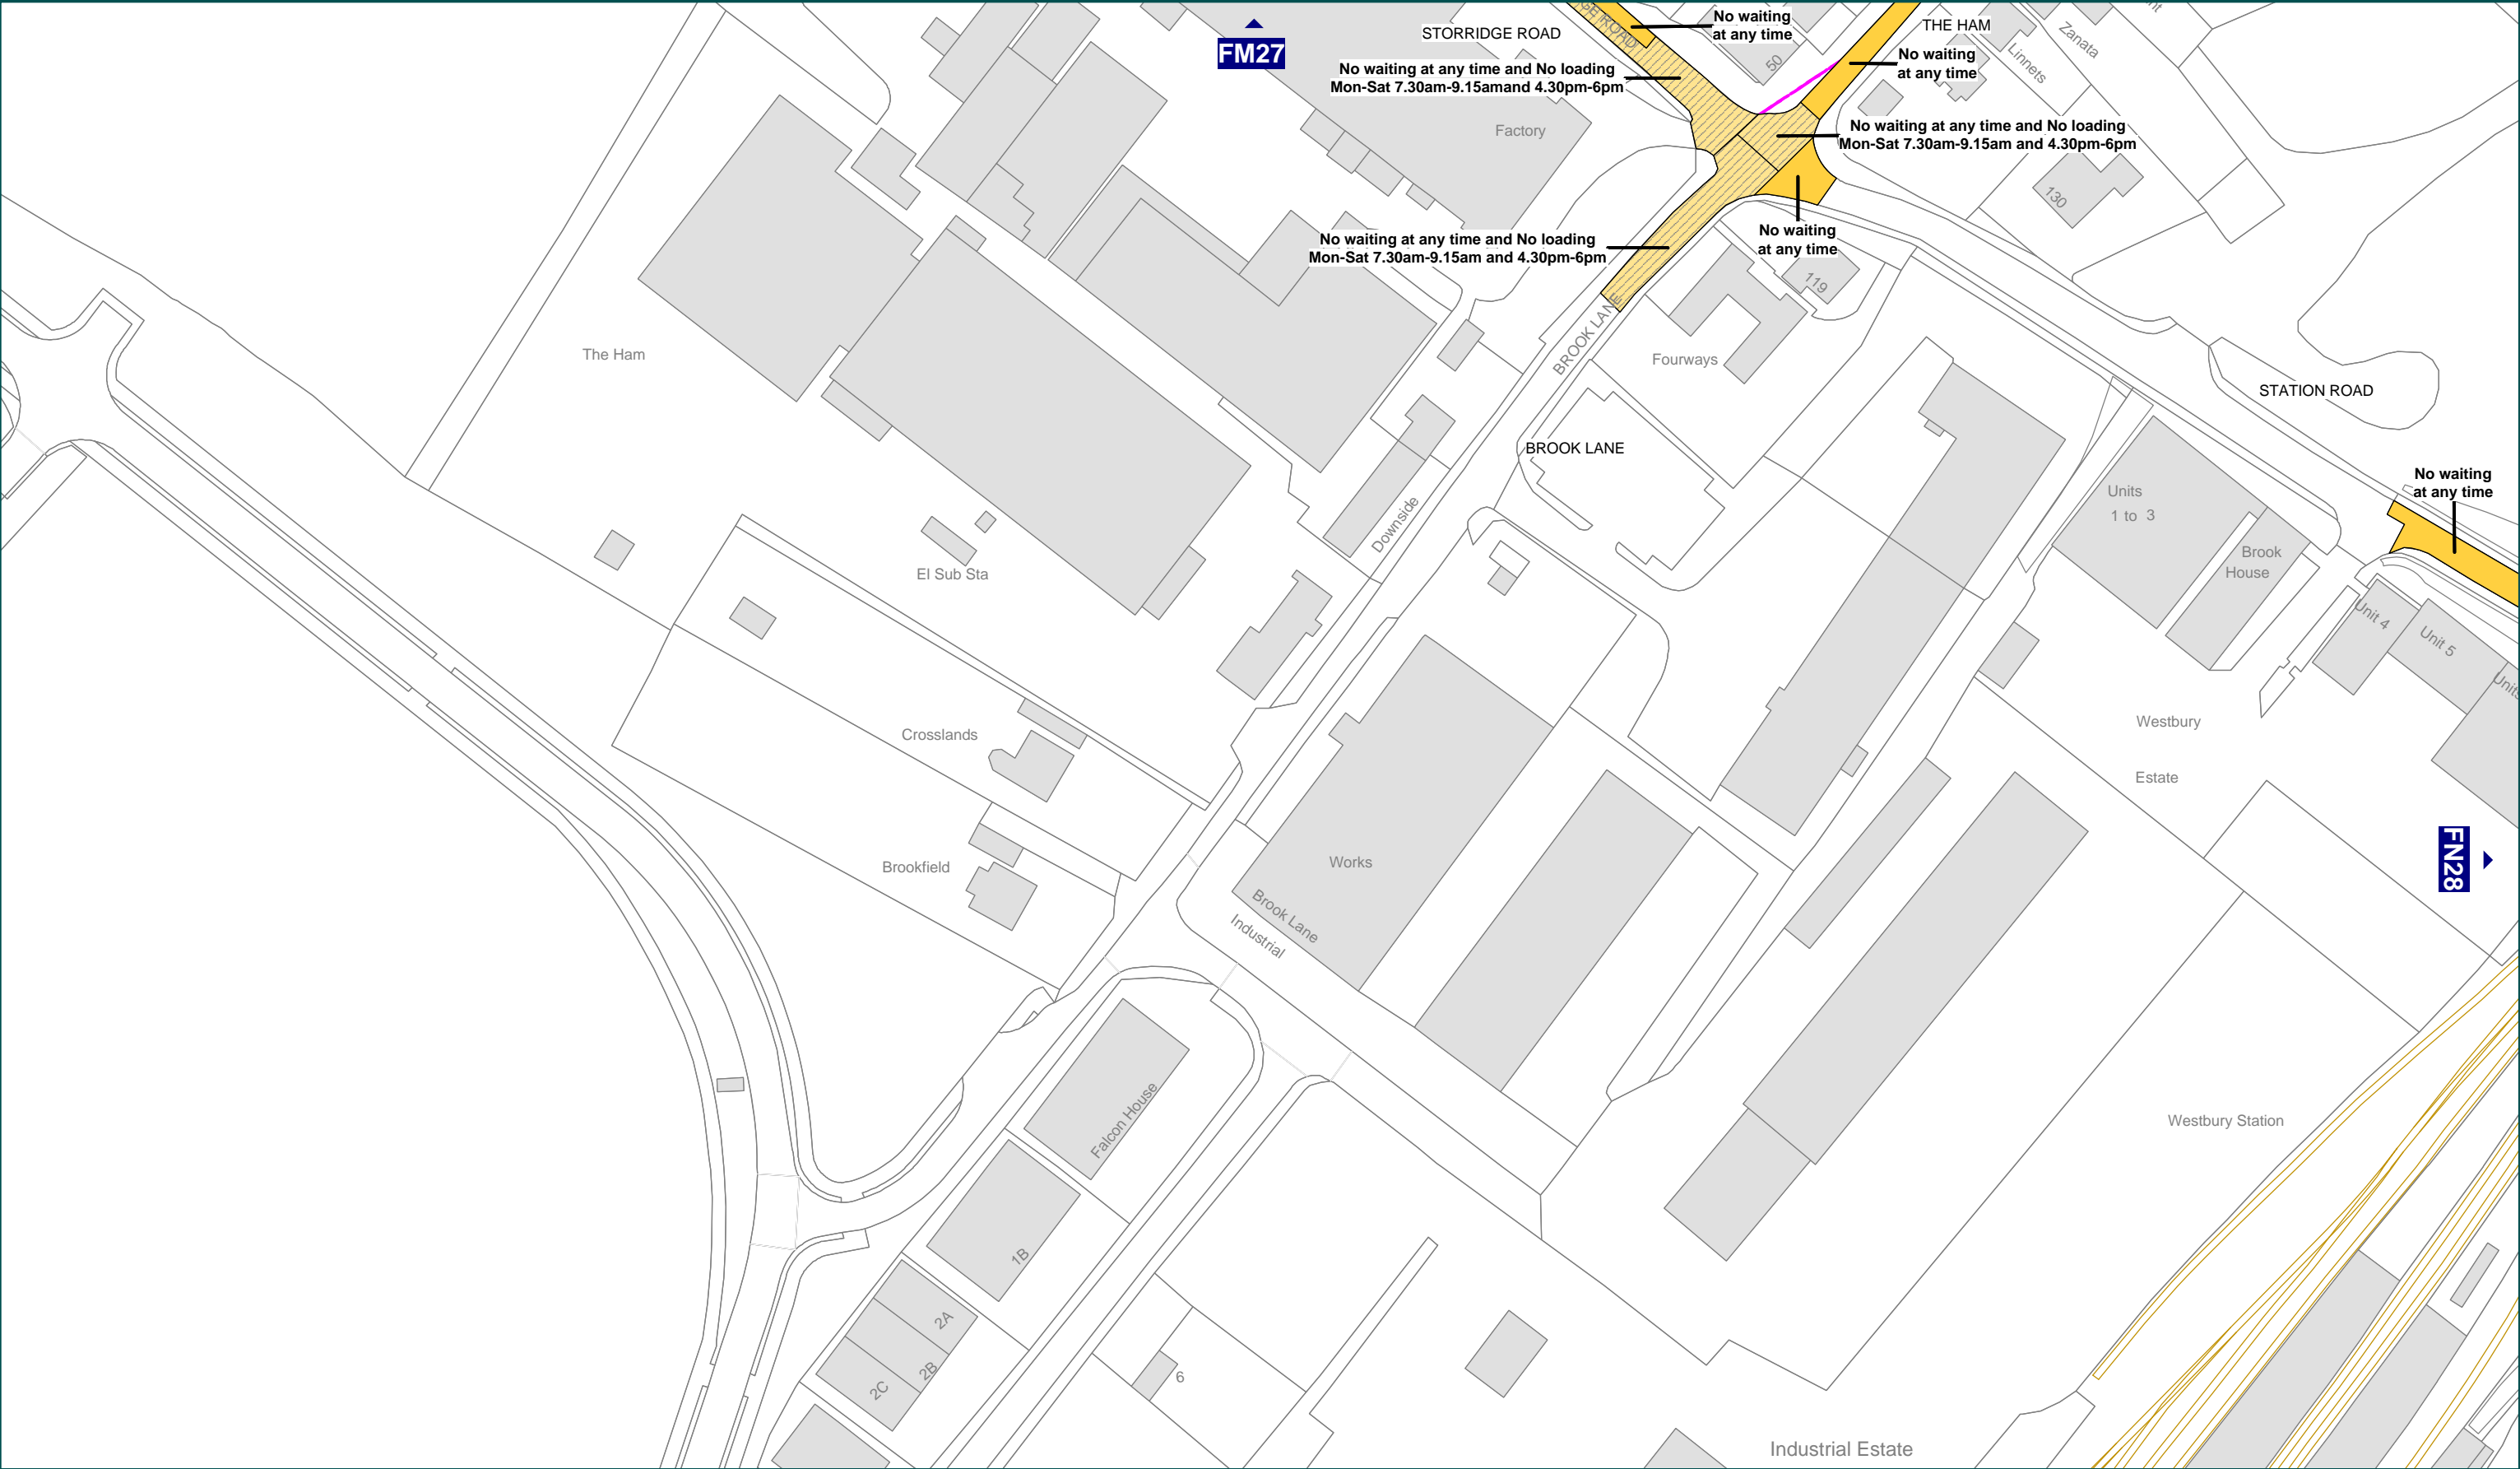 FM27
STORRIDGE ROAD
GE ROAD
No waiting
at any time
THE HAM
Zanata
Linnets
No waiting
at any time
50
No waiting at any time and No loading
Mon-Sat 7.30am-9.15amand 4.30pm-6pm
Factory
No waiting at any time and No loading
Mon-Sat 7.30am-9.15am and 4.30pm-6pm
130
No waiting at any time and No loading
Mon-Sat 7.30am-9.15am and 4.30pm-6pm
No waiting
at any time
119
BROOK LANE
The Ham
Fourways
STATION ROAD
BROOK LANE
No waiting
at any time
Units
1 to 3
Downside
Brook
House
El Sub Sta
Unit 4
Unit 5
Units
Westbury
Estate
Crosslands
Brookfield
Works
FN28
Brook Lane
Industrial
Falcon House
Westbury Station
1B
2A
2B
2C
6
Industrial Estate